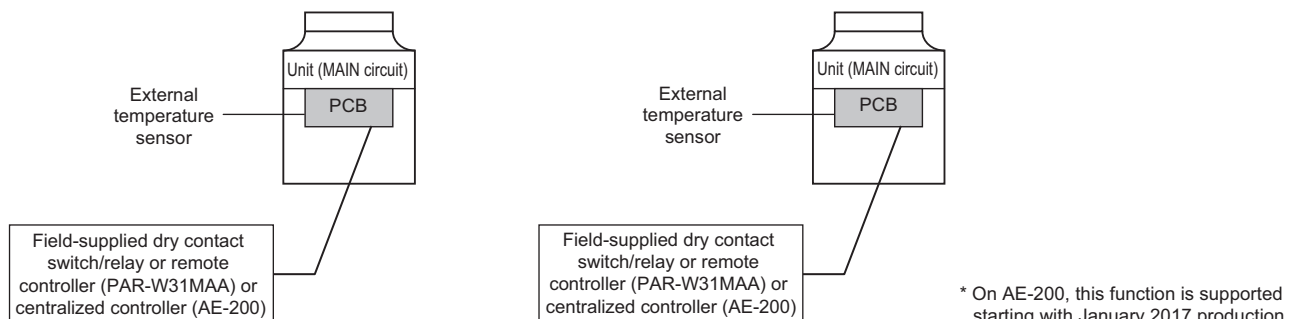 Unit (MAIN circuit)
PCB
External
temperature
sensor
Field-supplied dry contact
switch/relay or remote
controller (PAR-W31MAA) or
centralized controller (AE-200)
Unit (MAIN circuit)
PCB
External
temperature
sensor
Field-supplied dry contact
switch/relay or remote
controller (PAR-W31MAA) or
centralized controller (AE-200)
* On AE-200, this function is supported
starting with January 2017 production